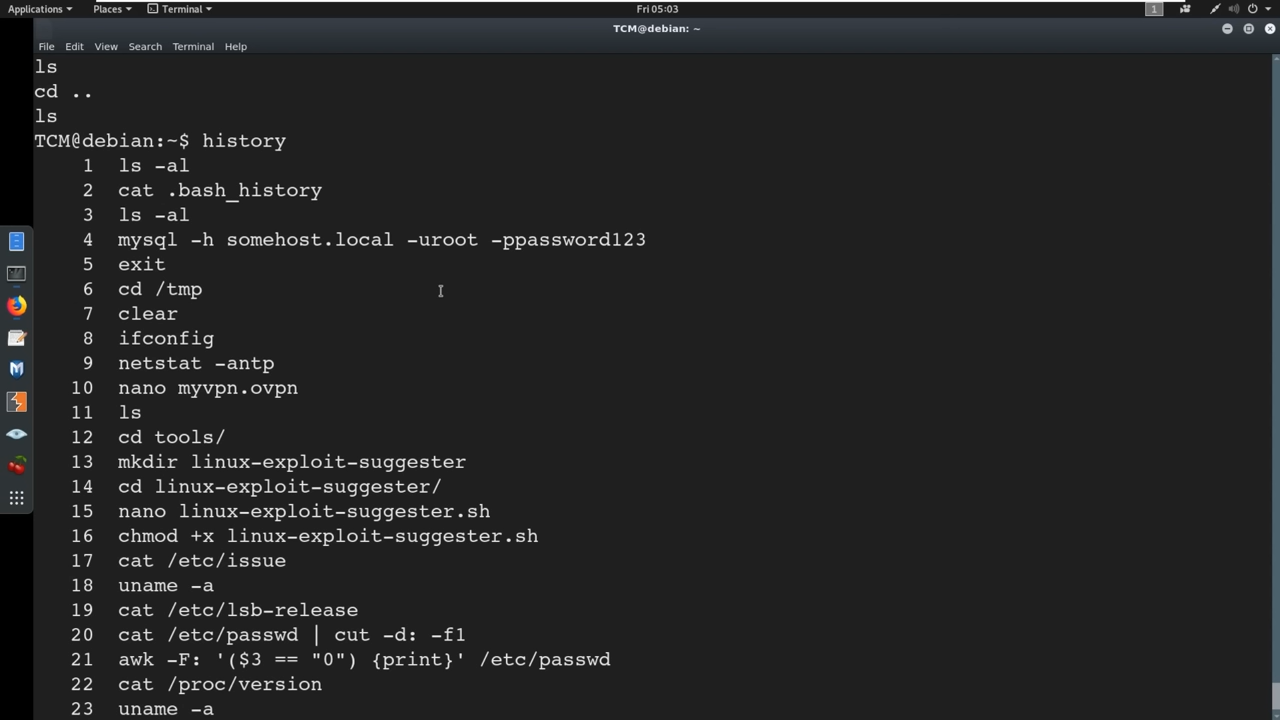 Applications Places Terminal Fri 05:03 1
TCM@debian: ~
File Edit View Search Terminal Help
ls
cd ..
ls
TCM@debian:~$ history
1 ls -al
2 cat .bash_history
3 ls -al
4 mysql -h somehost.local -uroot -ppassword123
5 exit
6 cd /tmp
7 clear
8 ifconfig
9 netstat -antp
10 nano myvpn.ovpn
11 ls
12 cd tools/
13 mkdir linux-exploit-suggester
14 cd linux-exploit-suggester/
15 nano linux-exploit-suggester.sh
16 chmod +x linux-exploit-suggester.sh
17 cat /etc/issue
18 uname -a
19 cat /etc/lsb-release
20 cat /etc/passwd | cut -d: -f1
21 awk -F: '($3 == "0") {print}' /etc/passwd
22 cat /proc/version
23 uname -a